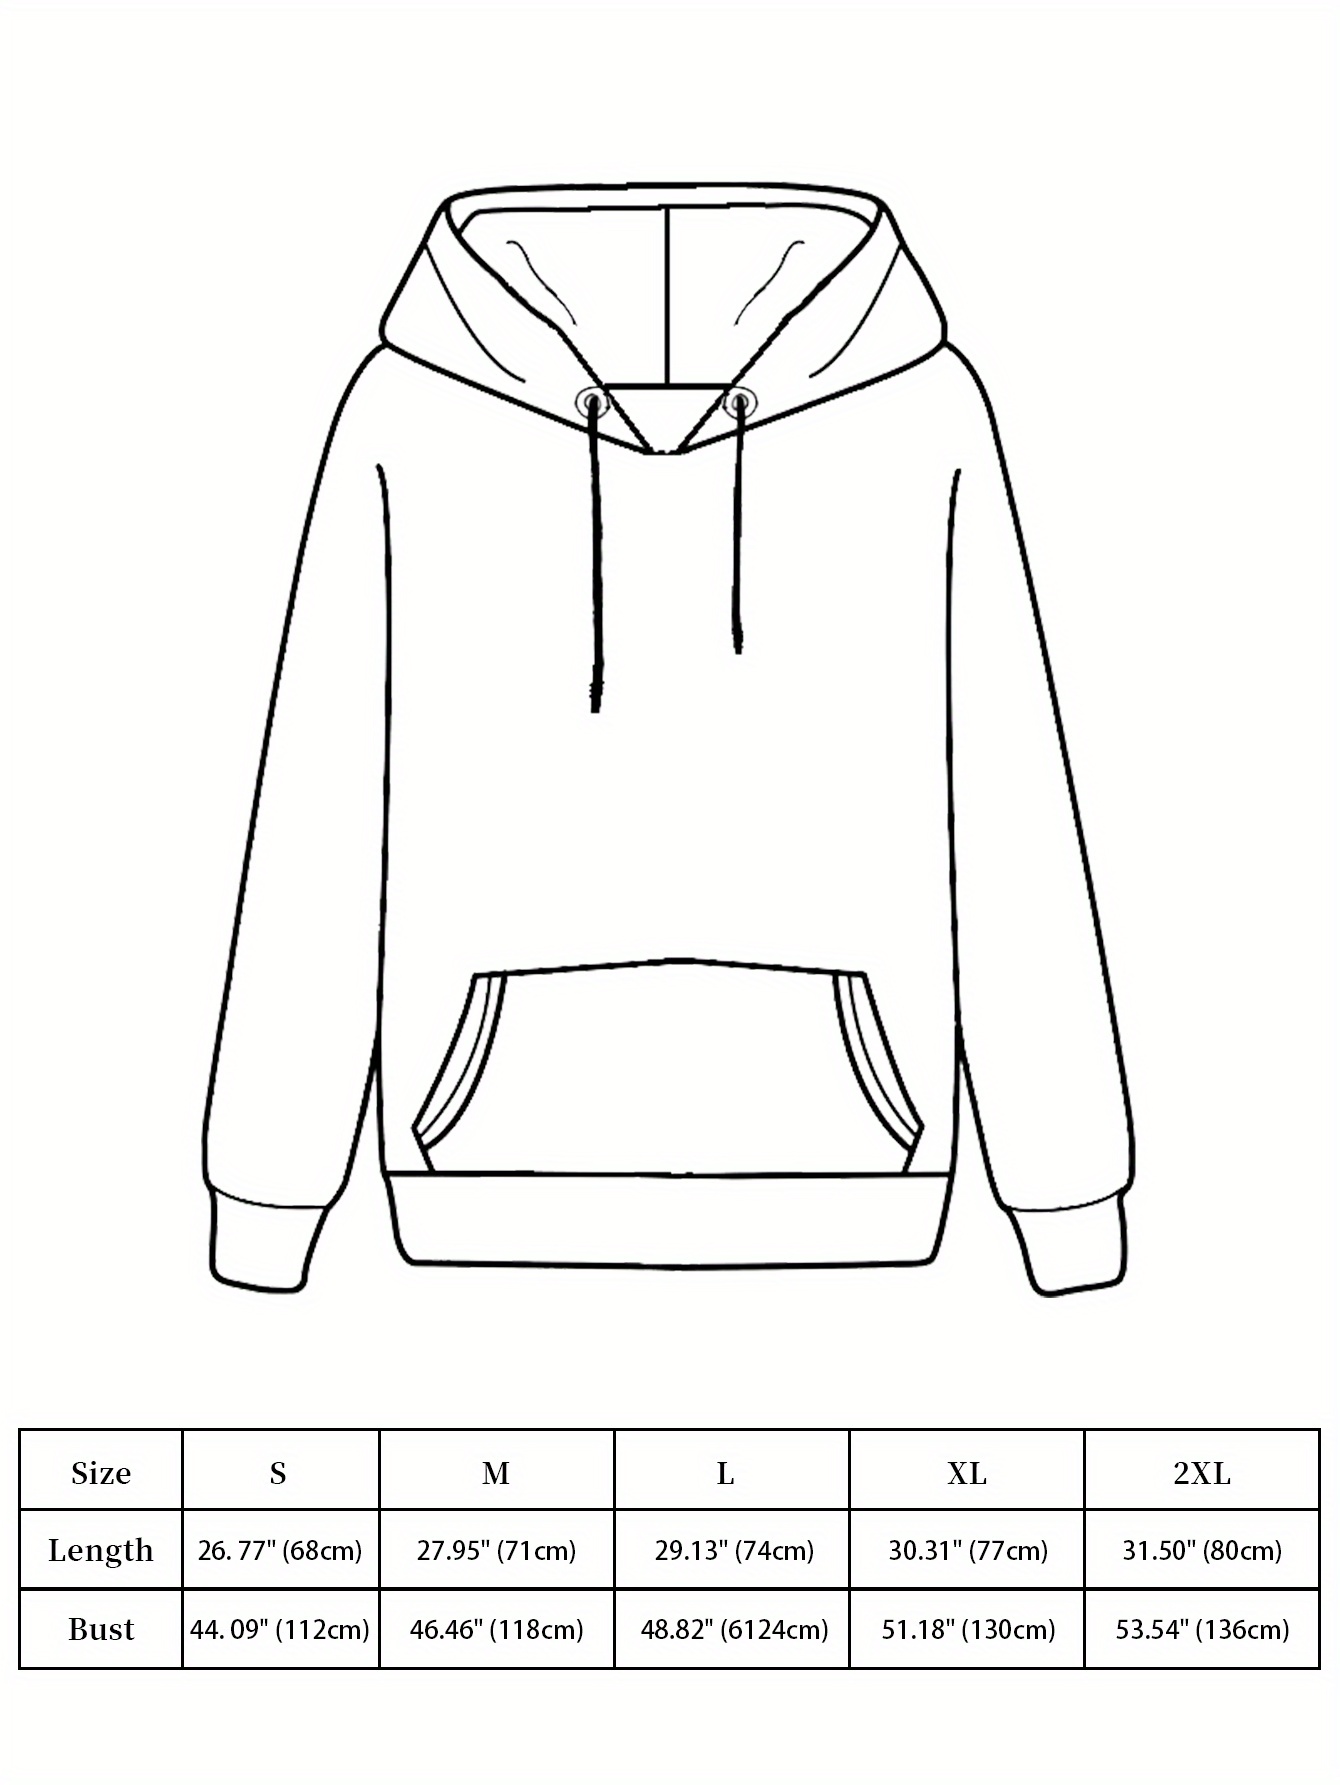 Size S M L XL 2XL
Length 26. 77" (68cm) 27.95" (71cm) 29.13" (74cm) 30.31" (77cm) 31.50" (80cm)
Bust 44. 09" (112cm) 46.46" (118cm) 48.82" (6124cm) 51.18" (130cm) 53.54" (136cm)